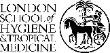 LONDON
SCHOOL of
HYGIENE
& TROPICAL
MEDICINE